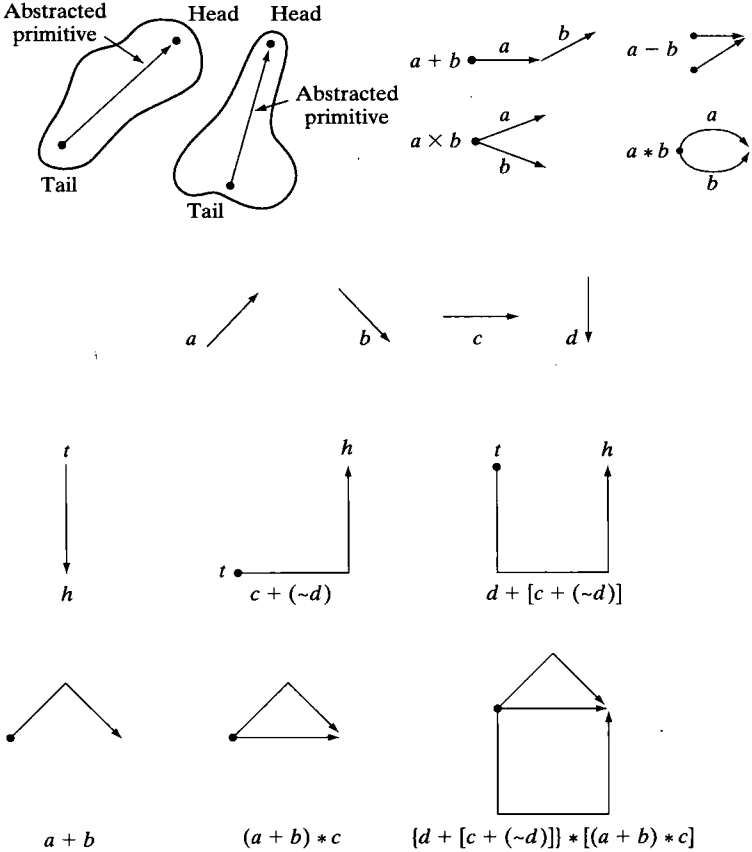 Abstracted
primitive
Head
Tail
Head
Abstracted
primitive
Tail
a + b
a
b
a − b
a × b
a
b
a * b
a
b
a
b
c
d
t
h
h
t
c + (~d)
t
h
d + [c + (~d)]
a + b
(a + b) * c
{d + [c + (~d)]} * [(a + b) * c]